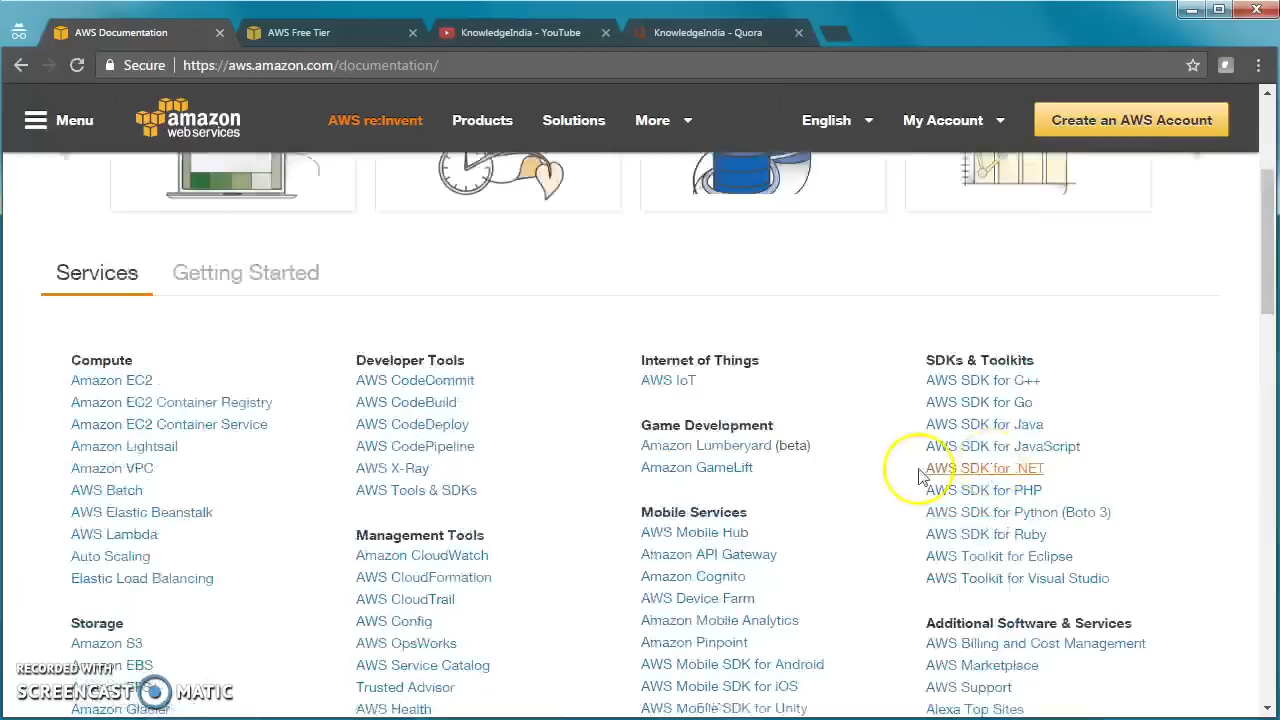 AWS Documentation
AWS Free Tier
KnowledgeIndia - YouTube
KnowledgeIndia - Quora
Secure
https://aws.amazon.com/documentation/
Menu
amazon
web services
AWS re:Invent
Products
Solutions
More
English
My Account
Create an AWS Account
Services
Getting Started
Compute
Amazon EC2
Amazon EC2 Container Registry
Amazon EC2 Container Service
Amazon Lightsail
Amazon VPC
AWS Batch
AWS Elastic Beanstalk
AWS Lambda
Auto Scaling
Elastic Load Balancing
Storage
Amazon S3
Amazon EBS
Amazon Glacier
Developer Tools
AWS CodeCommit
AWS CodeBuild
AWS CodeDeploy
AWS CodePipeline
AWS X-Ray
AWS Tools & SDKs
Management Tools
Amazon CloudWatch
AWS CloudFormation
AWS CloudTrail
AWS Config
AWS OpsWorks
AWS Service Catalog
Trusted Advisor
AWS Health
Internet of Things
AWS IoT
Game Development
Amazon Lumberyard (beta)
Amazon GameLift
Mobile Services
AWS Mobile Hub
Amazon API Gateway
Amazon Cognito
AWS Device Farm
Amazon Mobile Analytics
Amazon Pinpoint
AWS Mobile SDK for Android
AWS Mobile SDK for iOS
AWS Mobile SDK for Unity
SDKs & Toolkits
AWS SDK for C++
AWS SDK for Go
AWS SDK for Java
AWS SDK for JavaScript
AWS SDK for .NET
AWS SDK for PHP
AWS SDK for Python (Boto 3)
AWS SDK for Ruby
AWS Toolkit for Eclipse
AWS Toolkit for Visual Studio
Additional Software & Services
AWS Billing and Cost Management
AWS Marketplace
AWS Support
Alexa Top Sites
RECORDED WITH
SCREENCAST MATIC